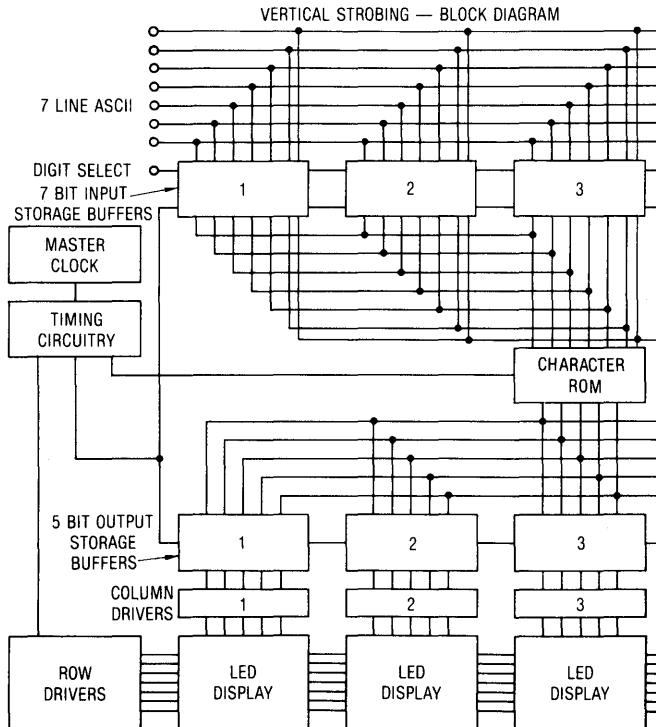 VERTICAL STROBING — BLOCK DIAGRAM
7 LINE ASCII
DIGIT SELECT
7 BIT INPUT
STORAGE BUFFERS
1
2
3
MASTER
CLOCK
TIMING
CIRCUITRY
CHARACTER
ROM
5 BIT OUTPUT
STORAGE
BUFFERS
1
2
3
COLUMN
DRIVERS
1
2
3
ROW
DRIVERS
LED
DISPLAY
LED
DISPLAY
LED
DISPLAY